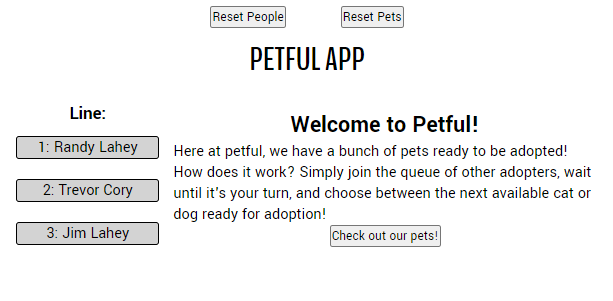 Reset People
Reset Pets
PETFUL APP
Line:
1: Randy Lahey
2: Trevor Cory
3: Jim Lahey
Welcome to Petful!
Here at petful, we have a bunch of pets ready to be adopted!
How does it work? Simply join the queue of other adopters, wait
until it's your turn, and choose between the next available cat or
dog ready for adoption!
Check out our pets!